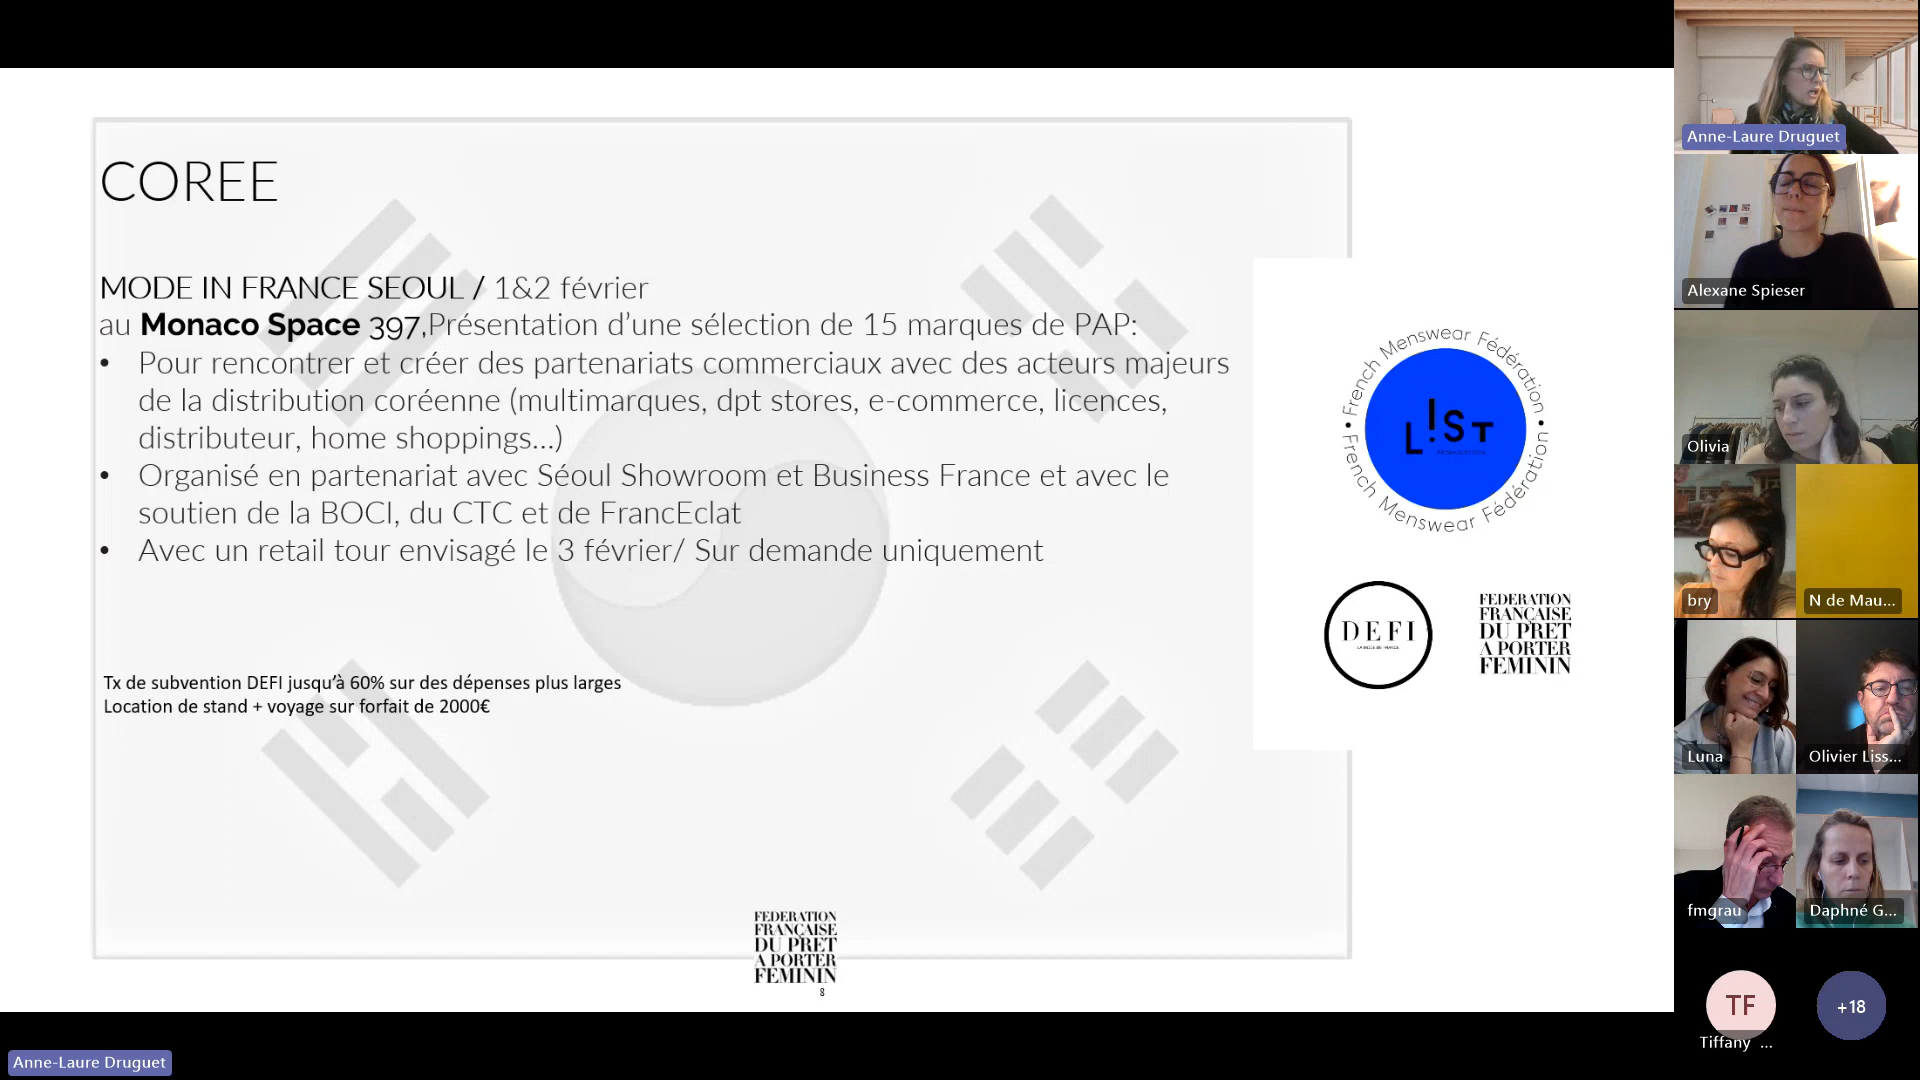 COREE
MODE IN FRANCE SEOUL / 1&2 février
au Monaco Space 397,Présentation d’une sélection de 15 marques de PAP:
• Pour rencontrer et créer des partenariats commerciaux avec des acteurs majeurs
de la distribution coréenne (multimarques, dpt stores, e-commerce, licences,
distributeur, home shoppings...)
• Organisé en partenariat avec Séoul Showroom et Business France et avec le
soutien de la BOCI, du CTC et de FrancEclat
• Avec un retail tour envisagé le 3 février/ Sur demande uniquement
Tx de subvention DEFI jusqu’à 60% sur des dépenses plus larges
Location de stand + voyage sur forfait de 2000€
• French Menswear Fédération •
French Menswear Fédération
L!ST
DEFI
FEDERATION
FRANÇAISE
DU PRET
A PORTER
FEMININ
FEDERATION
FRANÇAISE
DU PRET
A PORTER
FEMININ
8
Anne-Laure Druguet
Alexane Spieser
Olivia
bry
N de Mau...
Luna
Olivier Liss...
fmgrau
Daphné G...
TF
Tiffany ...
+18
Anne-Laure Druguet